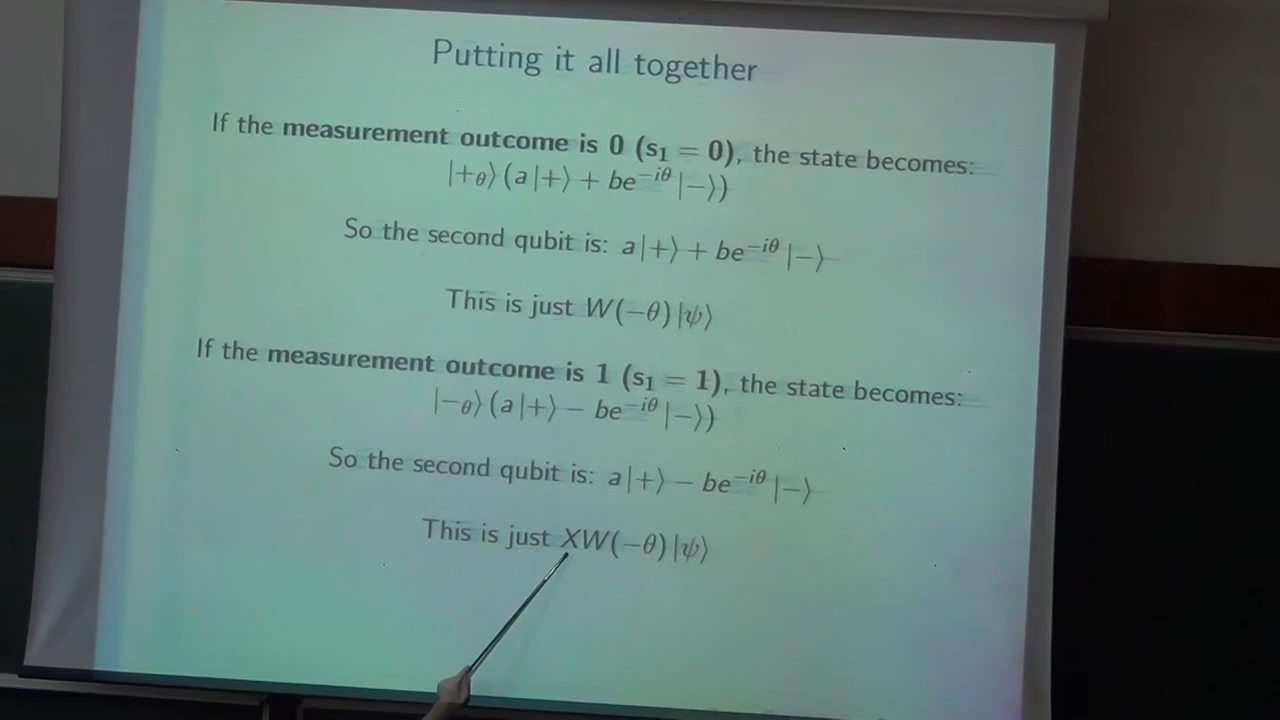 Putting it all together
If the measurement outcome is 0 (s₁ = 0), the state becomes:
|+θ⟩(a|+⟩ + be^{−iθ}|−⟩)
So the second qubit is: a|+⟩ + be^{−iθ}|−⟩
This is just W(−θ)|ψ⟩
If the measurement outcome is 1 (s₁ = 1), the state becomes:
|−θ⟩(a|+⟩ − be^{−iθ}|−⟩)
So the second qubit is: a|+⟩ − be^{−iθ}|−⟩
This is just XW(−θ)|ψ⟩